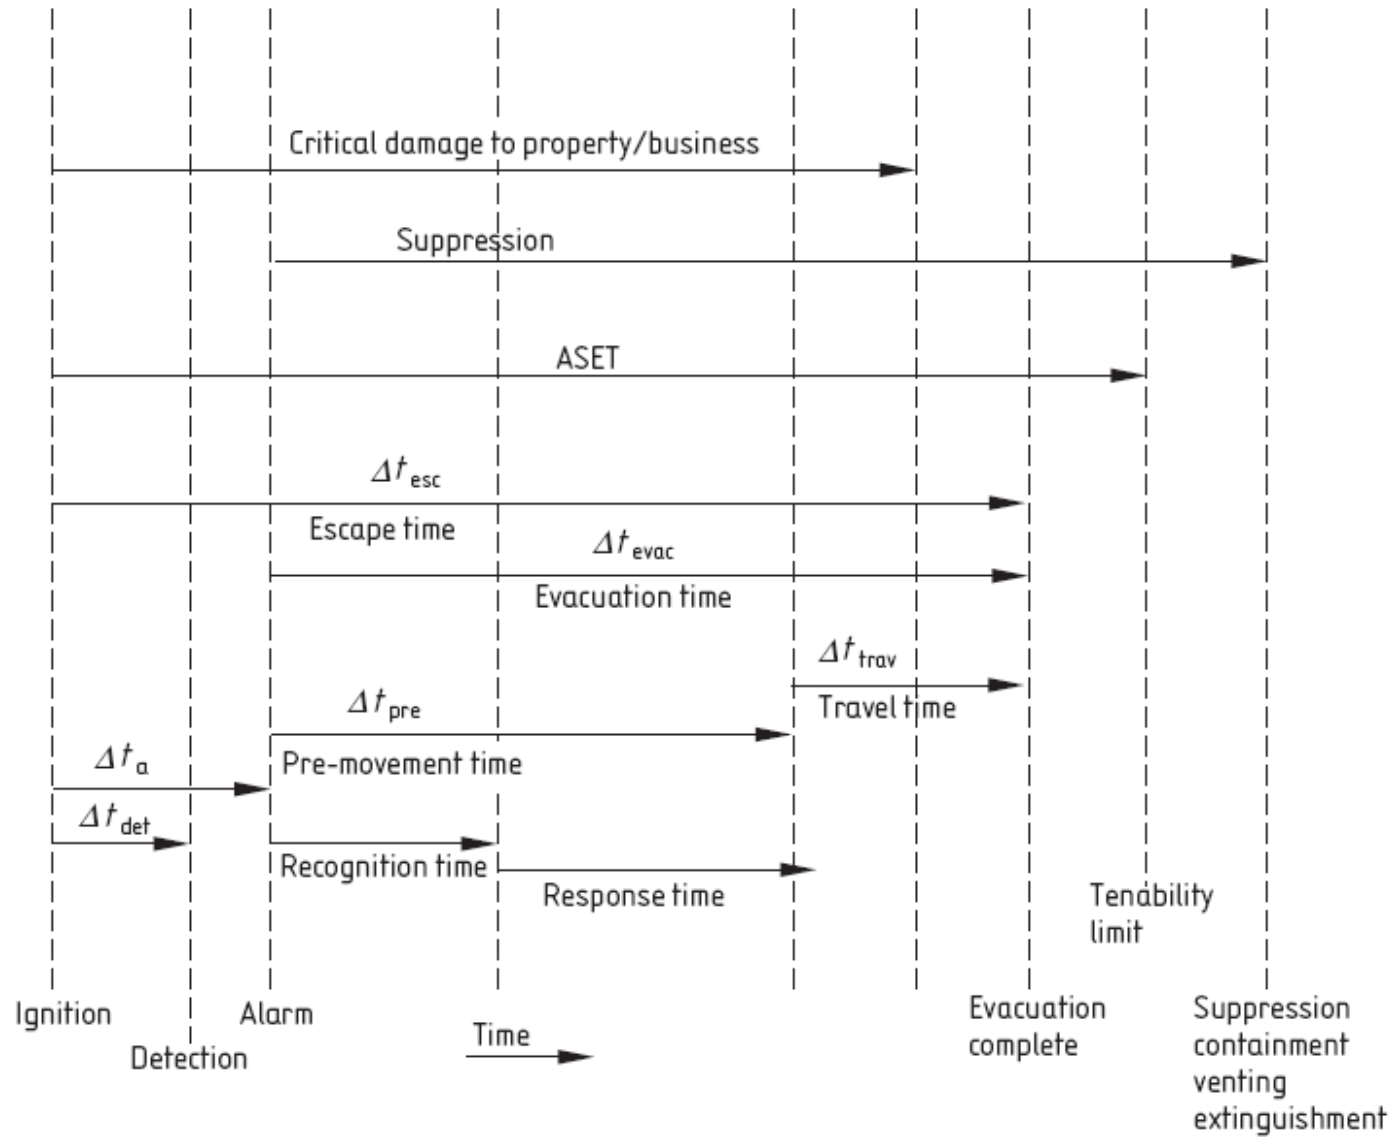 Critical damage to property/business
Suppression
ASET
Δt esc
Escape time
Δt evac
Evacuation time
Δt trav
Travel time
Δt pre
Pre-movement time
Δt a
Δt det
Recognition time
Response time
Tenability
limit
Ignition
Detection
Alarm
Time
Evacuation
complete
Suppression
containment
venting
extinguishment